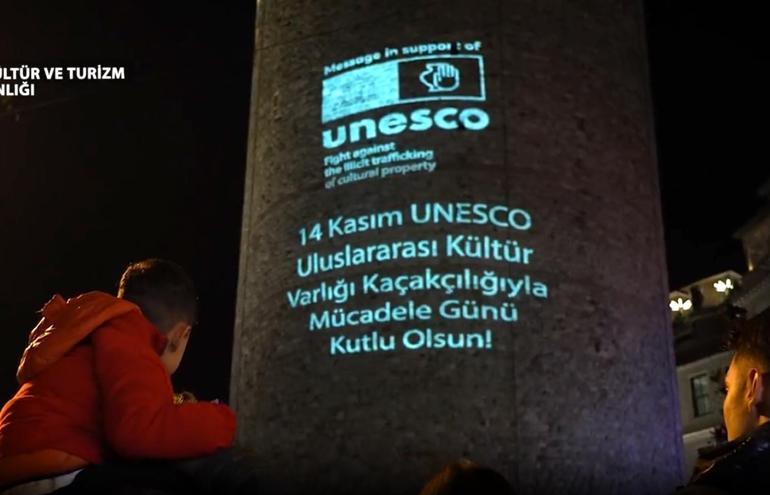 ÜLTÜR VE TURİZM
NLIĞI
Message in support of
unesco
Fight against
the illicit trafficking
of cultural property
14 Kasım UNESCO
Uluslararası Kültür
Varlığı Kaçakçılığıyla
Mücadele Günü
Kutlu Olsun!